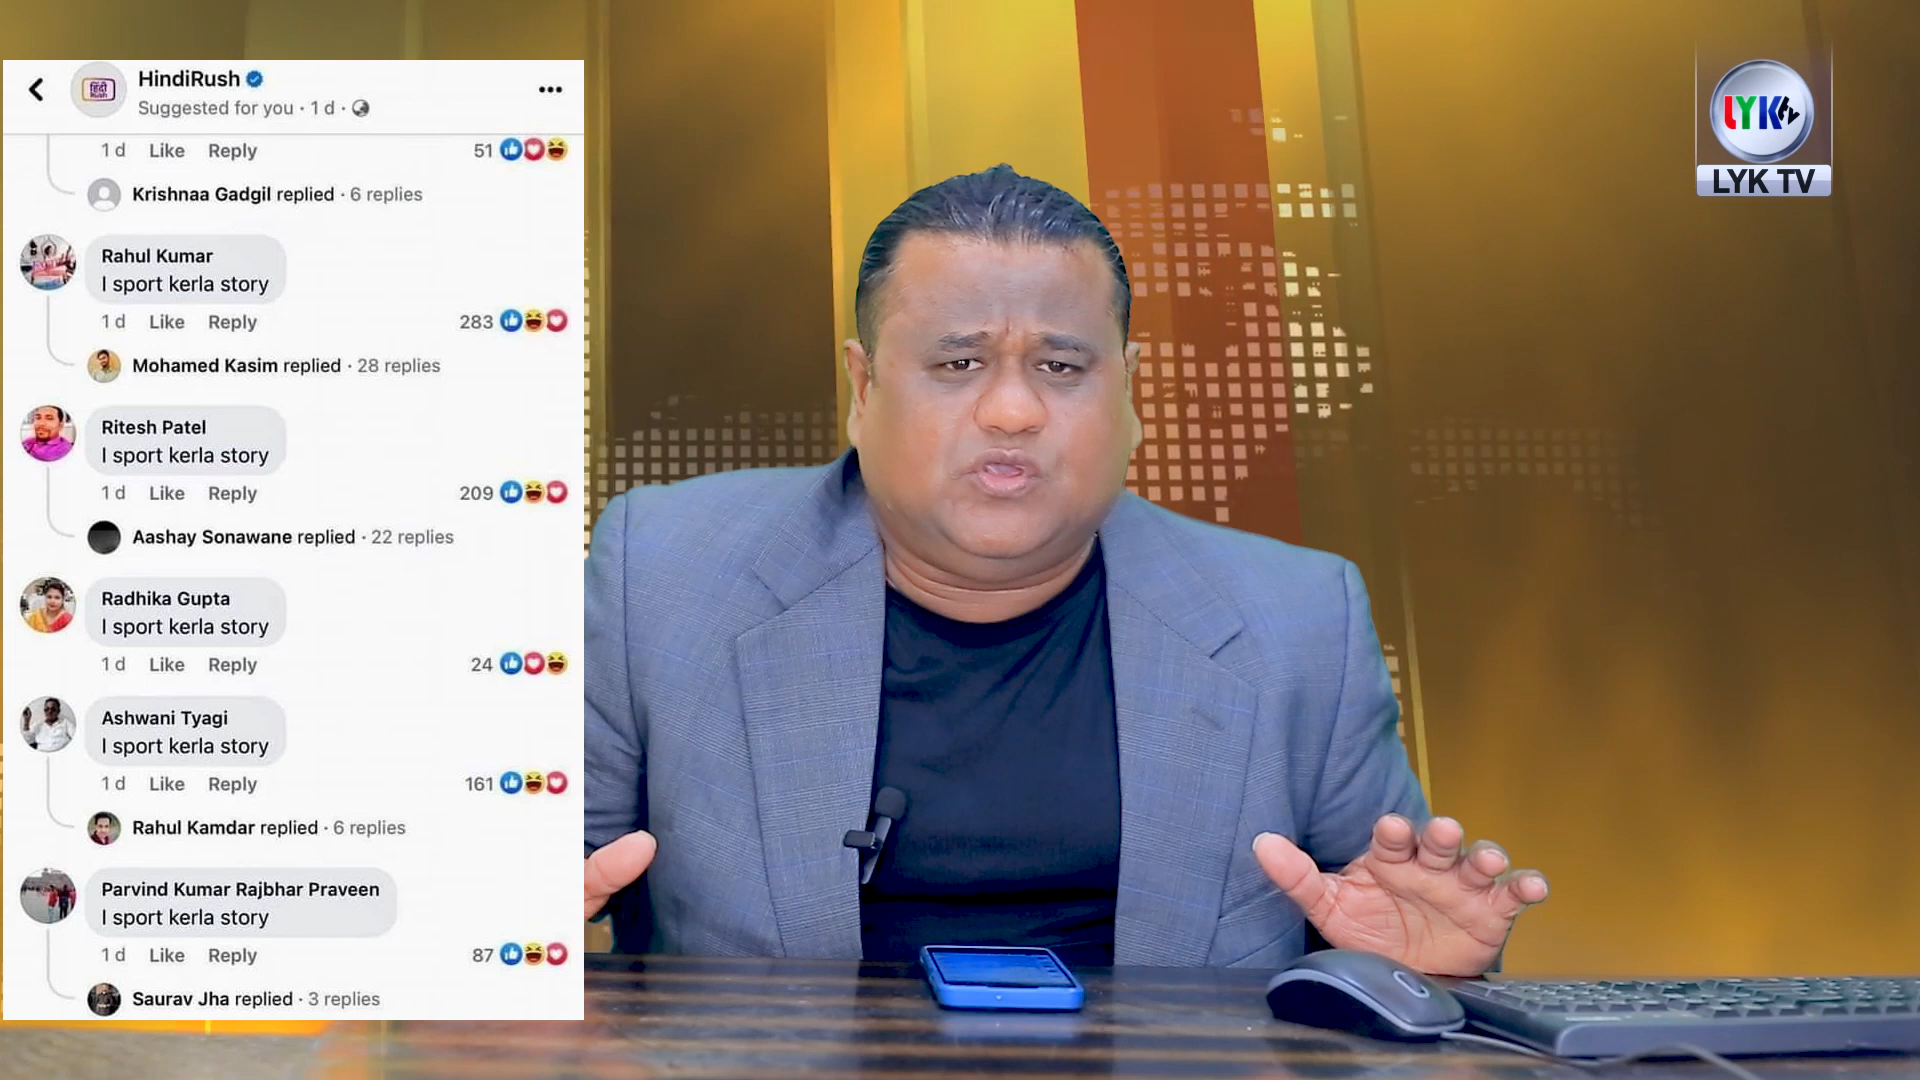 HindiRush
Suggested for you · 1 d ·
हिंदी
Rush
1 d Like Reply 51
Krishnaa Gadgil replied · 6 replies
Rahul Kumar
I sport kerla story
1 d Like Reply 283
Mohamed Kasim replied · 28 replies
Ritesh Patel
I sport kerla story
1 d Like Reply 209
Aashay Sonawane replied · 22 replies
Radhika Gupta
I sport kerla story
1 d Like Reply 24
Ashwani Tyagi
I sport kerla story
1 d Like Reply 161
Rahul Kamdar replied · 6 replies
Parvind Kumar Rajbhar Praveen
I sport kerla story
1 d Like Reply 87
Saurav Jha replied · 3 replies
LYK tv
LYK TV